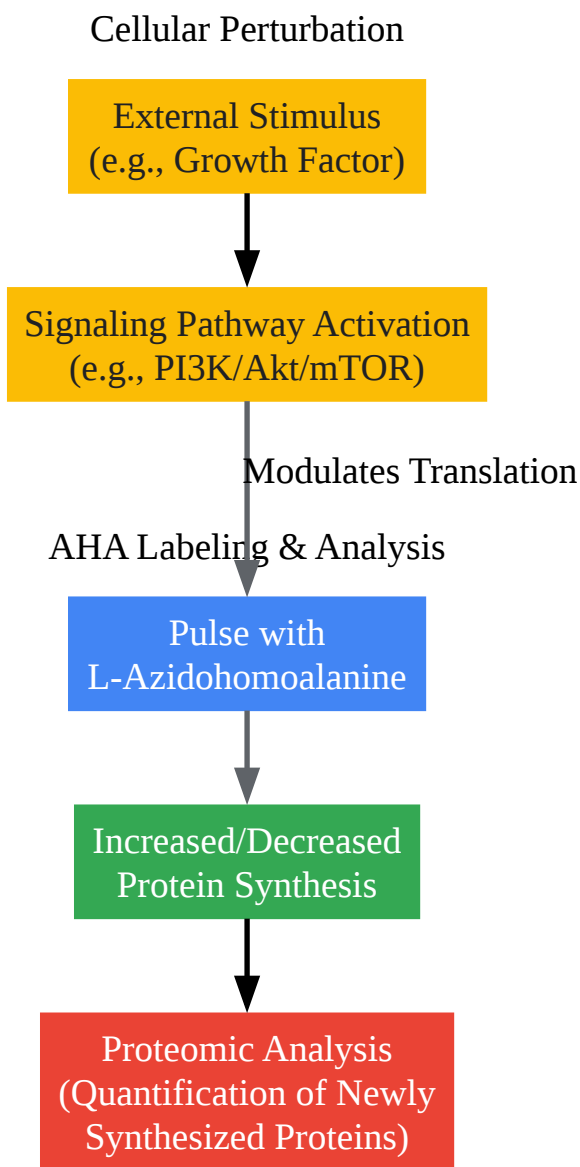 Cellular Perturbation
External Stimulus
(e.g., Growth Factor)
Signaling Pathway Activation
(e.g., PI3K/Akt/mTOR)
Modulates Translation
AHA Labeling & Analysis
Pulse with
L-Azidohomoalanine
Increased/Decreased
Protein Synthesis
Proteomic Analysis
(Quantification of Newly
Synthesized Proteins)